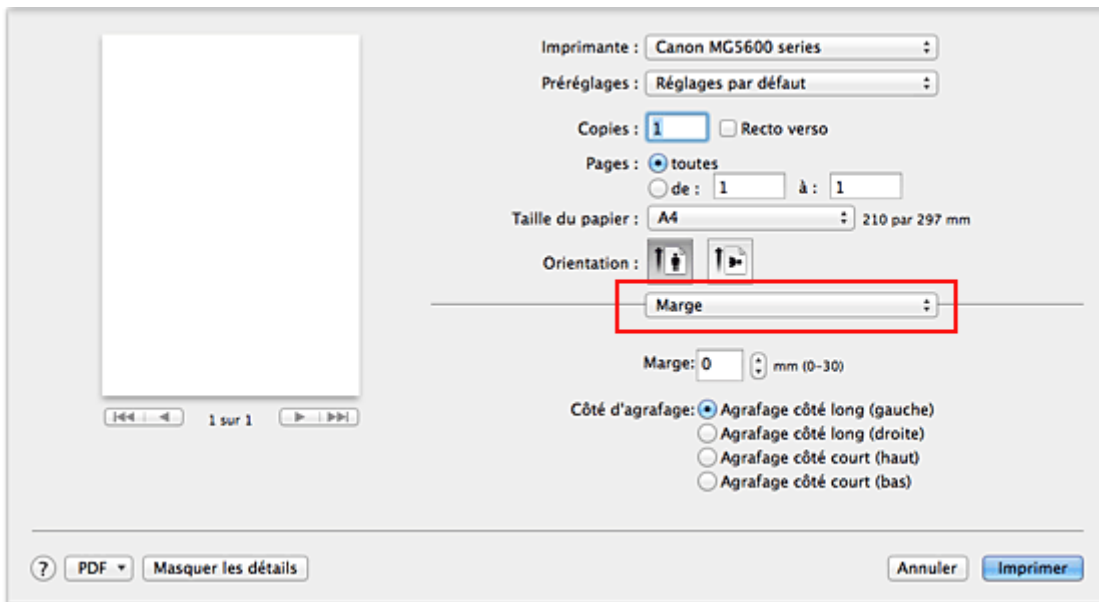 Imprimante : Canon MG5600 series
Préréglages : Réglages par défaut
Copies : 1 Recto verso
Pages : toutes
de : 1 à : 1
Taille du papier : A4 210 par 297 mm
Orientation :
Marge
Marge: 0 mm (0-30)
Côté d'agrafage: Agrafage côté long (gauche)
Agrafage côté long (droite)
Agrafage côté court (haut)
Agrafage côté court (bas)
1 sur 1
? PDF Masquer les détails Annuler Imprimer